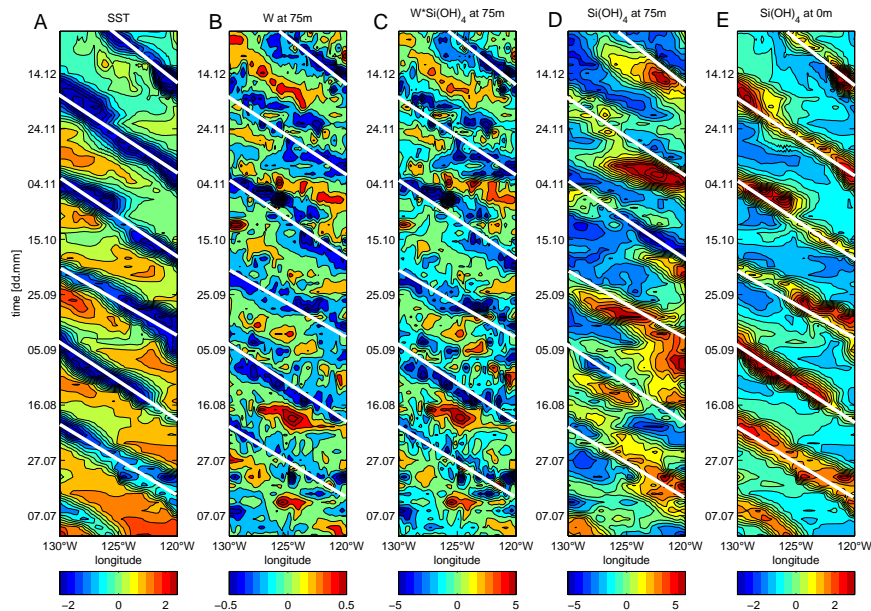 A SST
B W at 75m
C W*Si(OH)4 at 75m
D Si(OH)4 at 75m
E Si(OH)4 at 0m
time [dd.mm]
14.12 14.12 14.12 14.12 14.12
24.11 24.11 24.11 24.11 24.11
04.11 04.11 04.11 04.11 04.11
15.10 15.10 15.10 15.10 15.10
25.09 25.09 25.09 25.09 25.09
05.09 05.09 05.09 05.09 05.09
16.08 16.08 16.08 16.08 16.08
27.07 27.07 27.07 27.07 27.07
07.07 07.07 07.07 07.07 07.07
130°W 125°W 120°W 130°W 125°W 120°W 130°W 125°W 120°W 130°W 125°W 120°W 130°W 125°W 120°W
longitude longitude longitude longitude longitude
−2 0 2 −0.5 0 0.5 −5 0 5 −5 0 5 −2 0 2